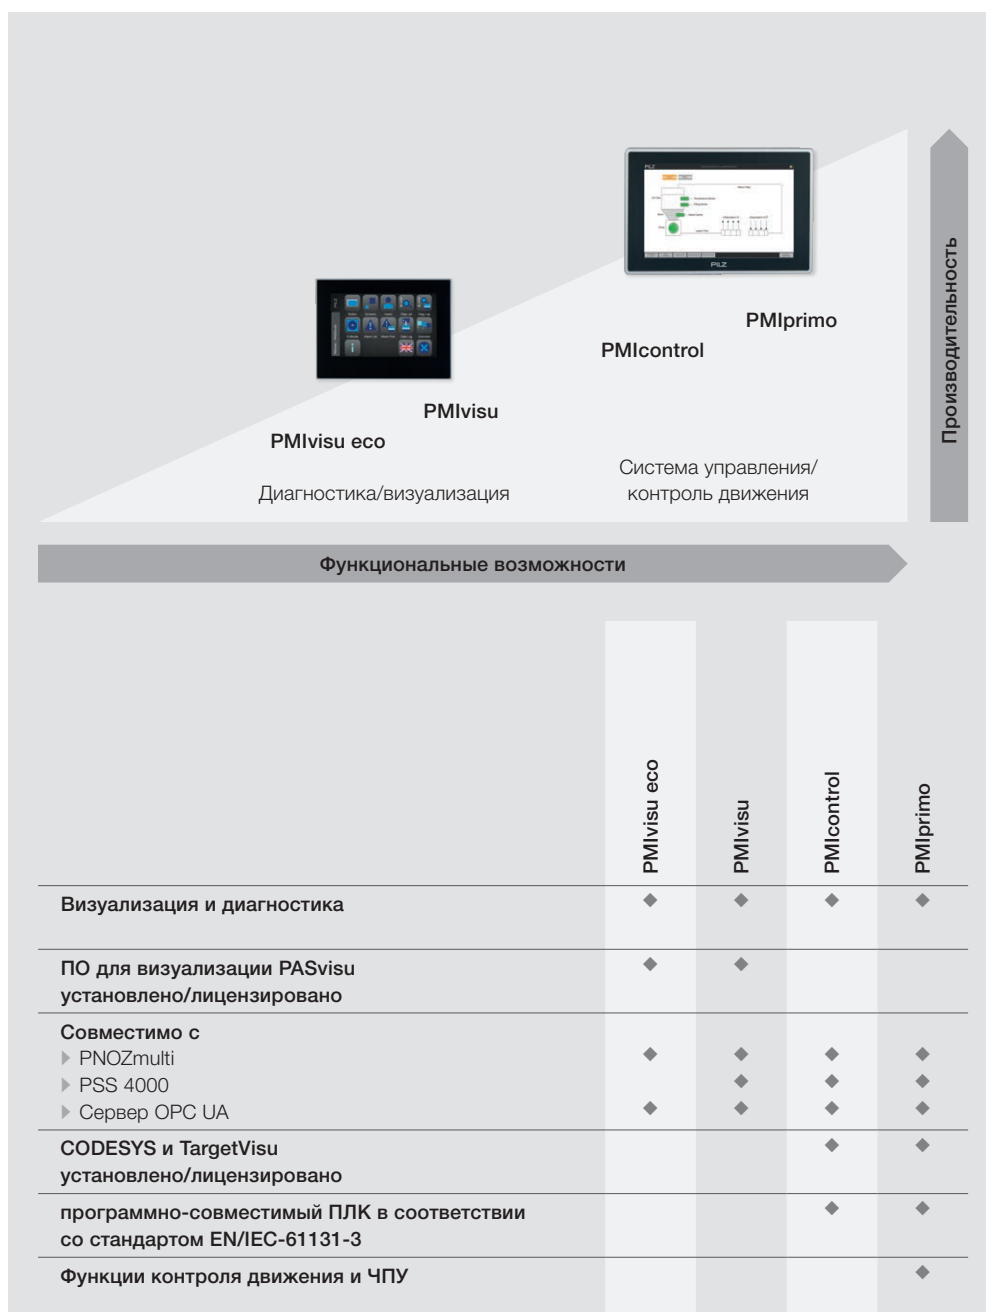 PILZ
PMIprimo
PMIcontrol
PMIvisu
PMIvisu eco
Система управления/
контроль движения
Диагностика/визуализация
Производительность
Функциональные возможности
PMIvisu eco
PMIvisu
PMIcontrol
PMIprimo
Визуализация и диагностика
ПО для визуализации PASvisu
установлено/лицензировано
Совместимо с
PNOZmulti
PSS 4000
Сервер OPC UA
CODESYS и TargetVisu
установлено/лицензировано
программно-совместимый ПЛК в соответствии
со стандартом EN/IEC-61131-3
Функции контроля движения и ЧПУ